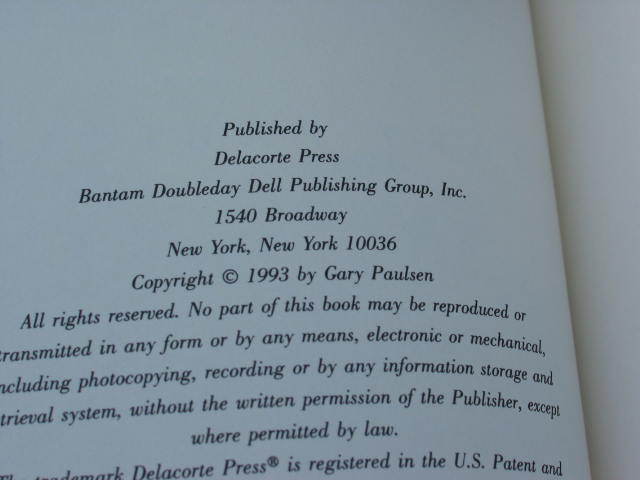 Published by
Delacorte Press
Bantam Doubleday Dell Publishing Group, Inc.
1540 Broadway
New York, New York 10036
Copyright © 1993 by Gary Paulsen
All rights reserved. No part of this book may be reproduced or
transmitted in any form or by any means, electronic or mechanical,
including photocopying, recording or by any information storage and
trieval system, without the written permission of the Publisher, except
where permitted by law.
The trademark Delacorte Press® is registered in the U.S. Patent and